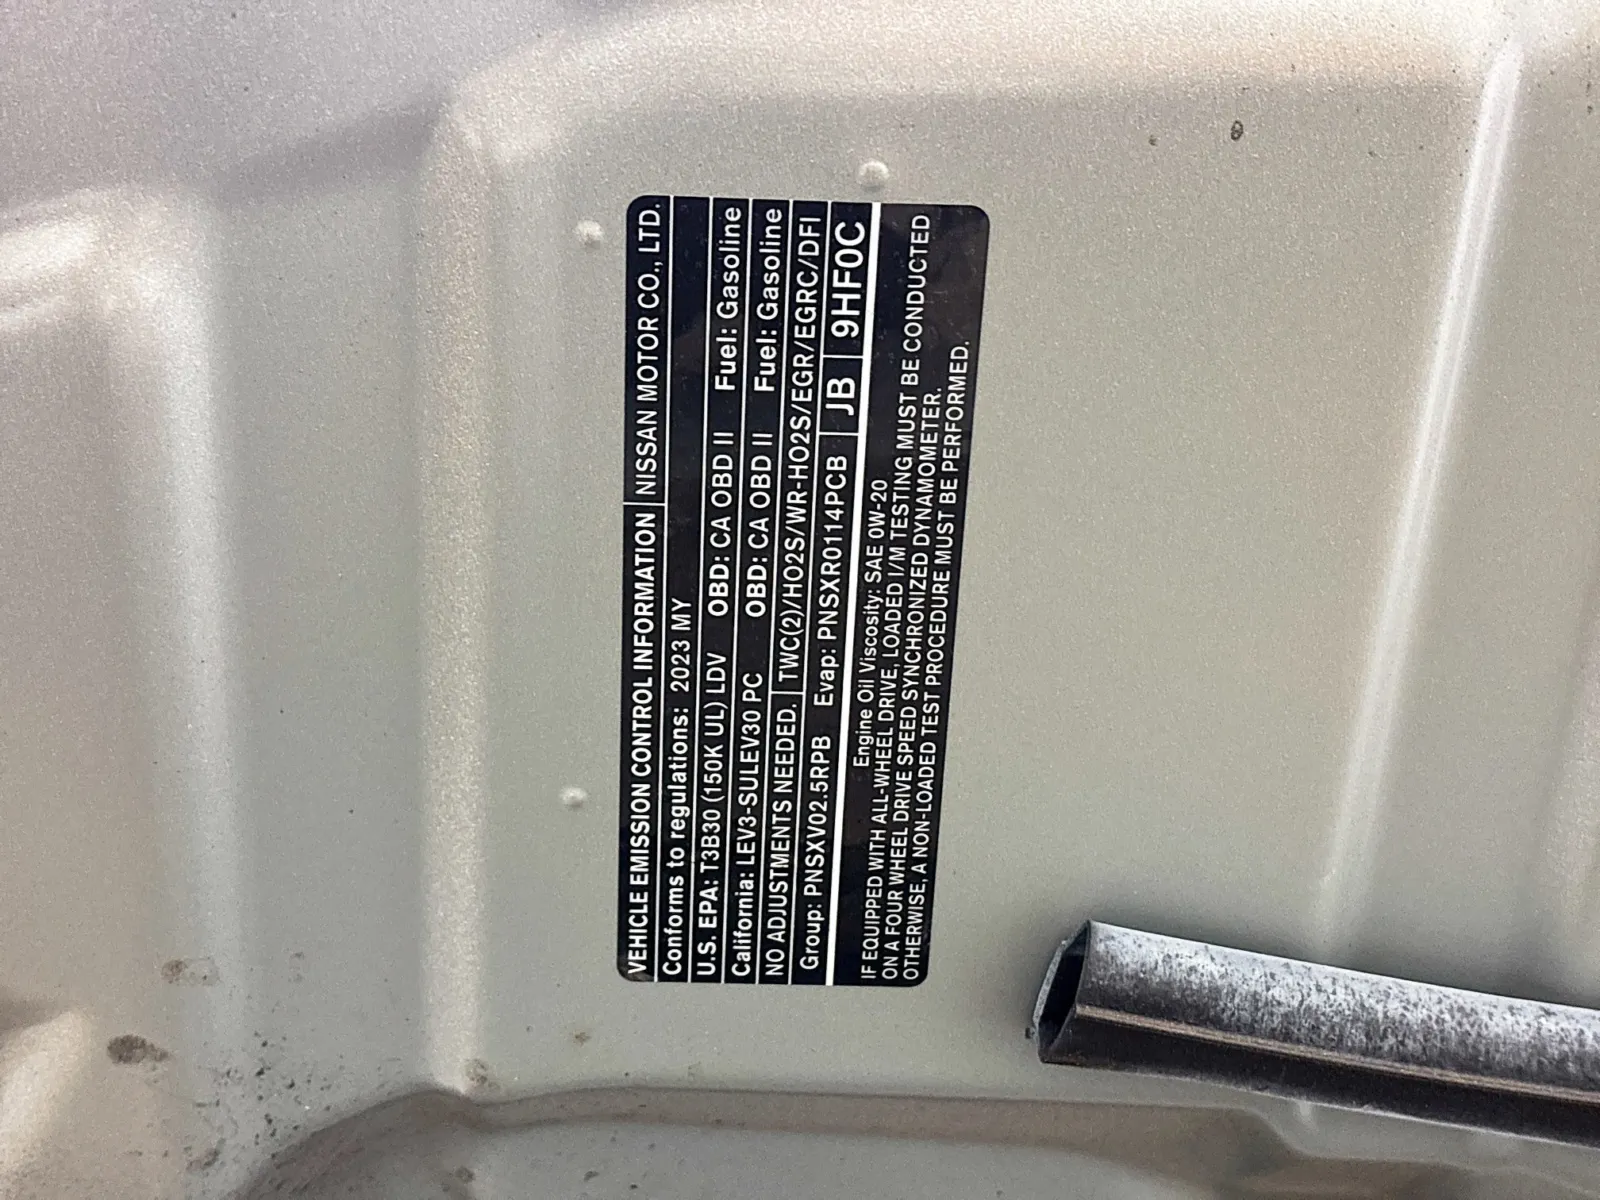 VEHICLE EMISSION CONTROL INFORMATION NISSAN MOTOR CO., LTD.
Conforms to regulations: 2023 MY
U.S. EPA: T3B30 (150K UL) LDV OBD: CA OBD II Fuel: Gasoline
California: LEV3-SULEV30 PC OBD: CA OBD II Fuel: Gasoline
NO ADJUSTMENTS NEEDED. TWC(2)/HO2S/WR-HO2S/EGR/EGRC/DFI
Group: PNSXV02.5RPB Evap: PNSXR0114PCB JB 9HF0C
Engine Oil Viscosity: SAE 0W-20
IF EQUIPPED WITH ALL-WHEEL DRIVE, LOADED I/M TESTING MUST BE CONDUCTED
ON A FOUR WHEEL DRIVE SPEED SYNCHRONIZED DYNAMOMETER.
OTHERWISE, A NON-LOADED TEST PROCEDURE MUST BE PERFORMED.